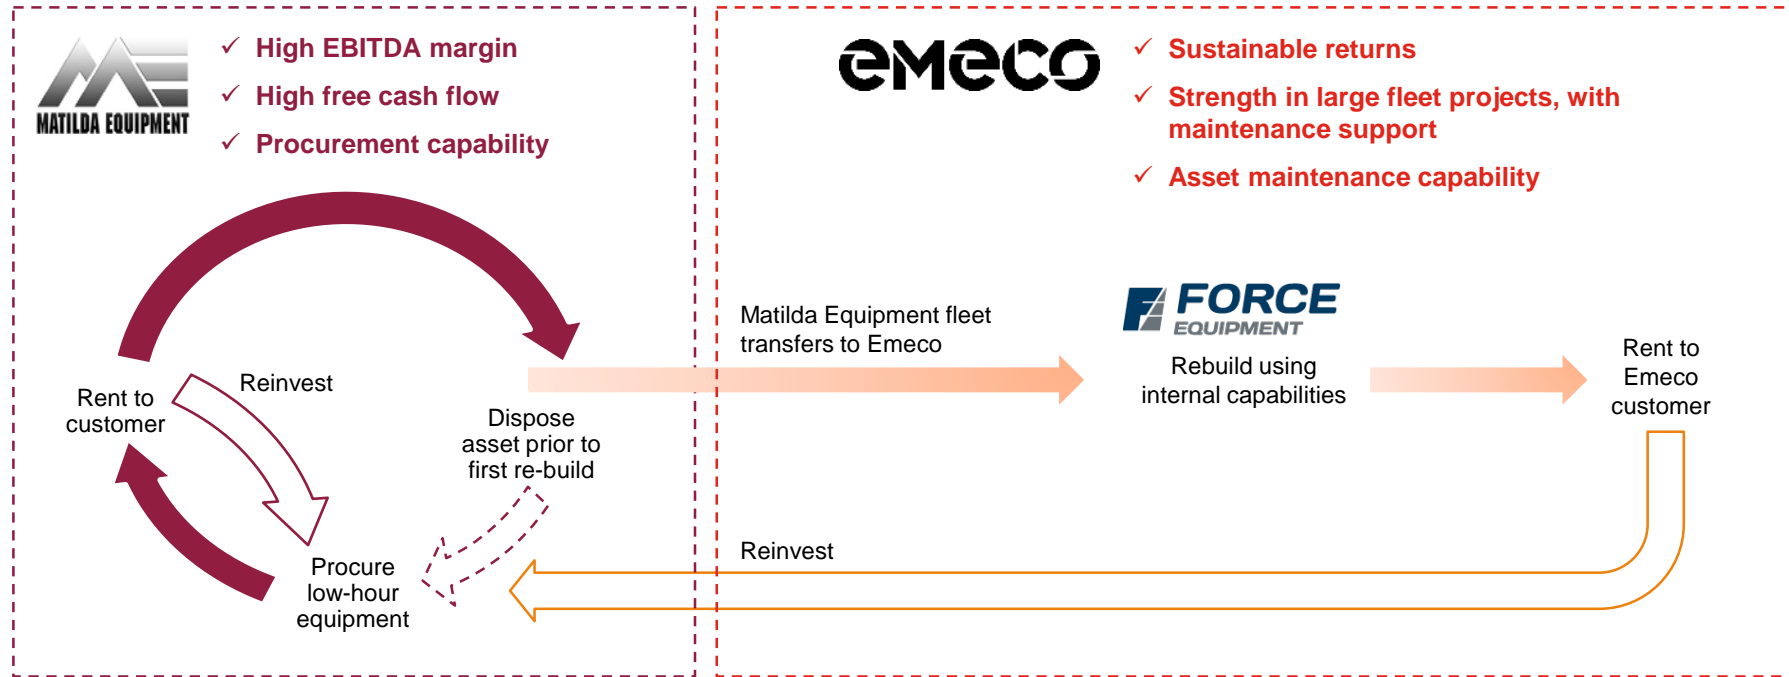 MATILDA EQUIPMENT
✓ High EBITDA margin
✓ High free cash flow
✓ Procurement capability
emeco
✓ Sustainable returns
✓ Strength in large fleet projects, with
maintenance support
✓ Asset maintenance capability
Rent to
customer
Reinvest
Dispose
asset prior to
first re-build
Procure
low-hour
equipment
Matilda Equipment fleet
transfers to Emeco
FORCE
EQUIPMENT
Rebuild using
internal capabilities
Rent to
Emeco
customer
Reinvest